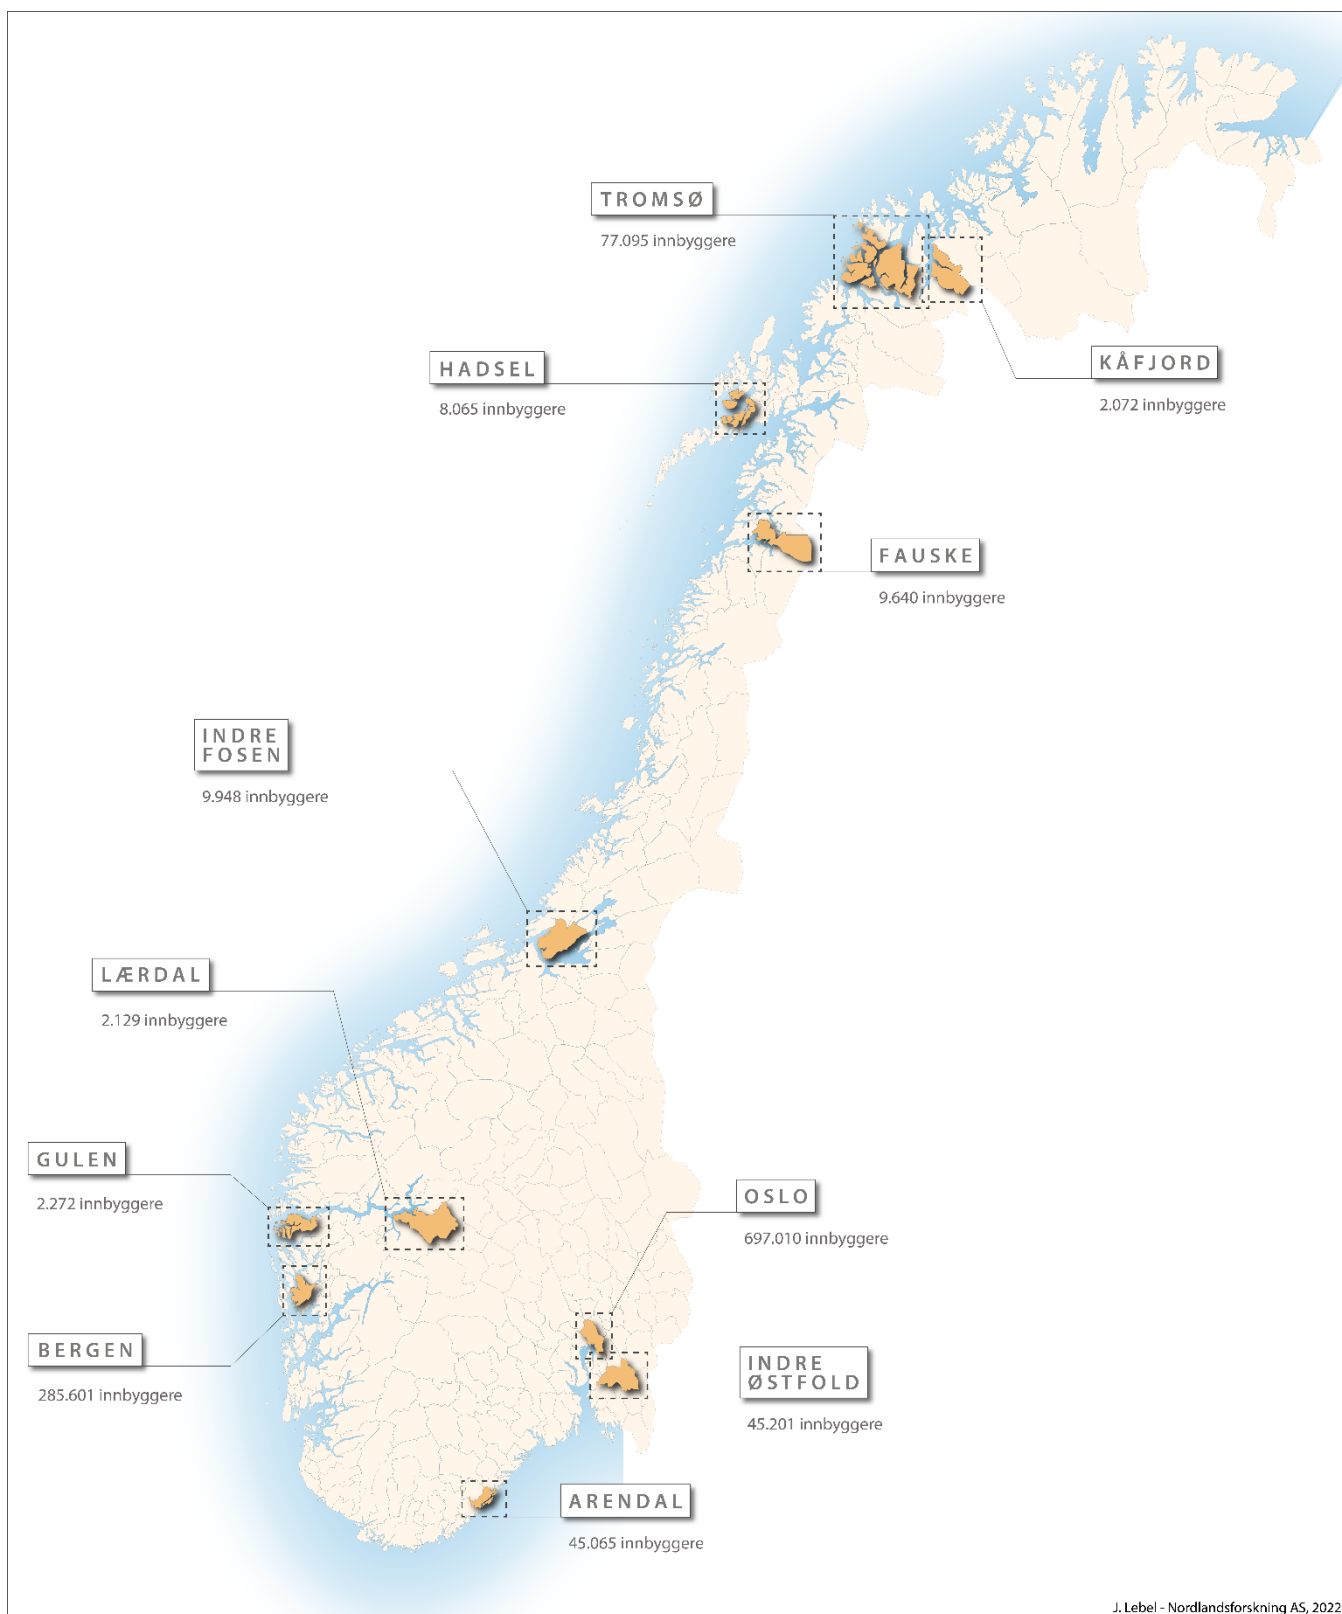 TROMSØ
77.095 innbyggere
KÅFJORD
2.072 innbyggere
HADSEL
8.065 innbyggere
FAUSKE
9.640 innbyggere
INDRE
FOSEN
9.948 innbyggere
LÆRDAL
2.129 innbyggere
GULEN
2.272 innbyggere
OSLO
697.010 innbyggere
BERGEN
285.601 innbyggere
INDRE
ØSTFOLD
45.201 innbyggere
ARENDAL
45.065 innbyggere
J. Lebel - Nordlandsforskning AS, 2022